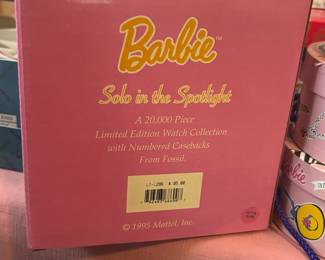 Barbie™
Solo in the Spotlight
A 20,000 Piece
Limited Edition Watch Collection
with Numbered Casebacks
From Fossil.
© 1995 Mattel, Inc.
Barbie